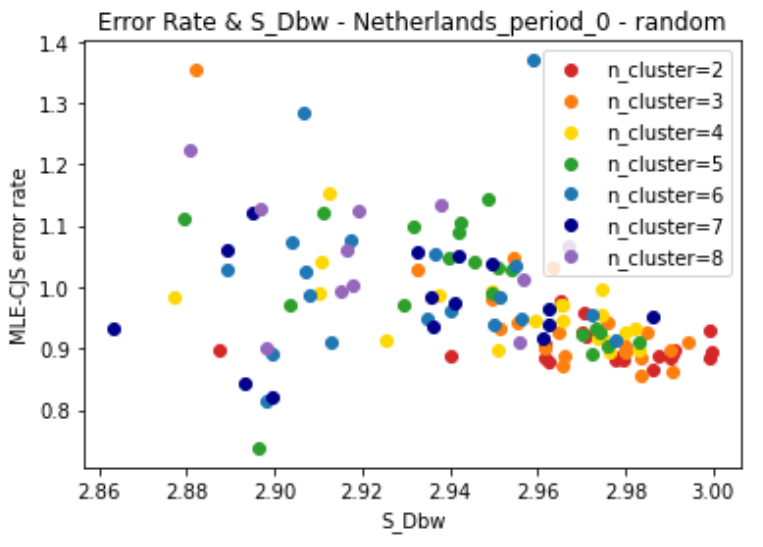 Error Rate & S_Dbw - Netherlands_period_0 - random
1.4
1.3
1.2
1.1
1.0
0.9
0.8
MLE-CJS error rate
n_cluster=2
n_cluster=3
n_cluster=4
n_cluster=5
n_cluster=6
n_cluster=7
n_cluster=8
2.86 2.88 2.90 2.92 2.94 2.96 2.98 3.00
S_Dbw